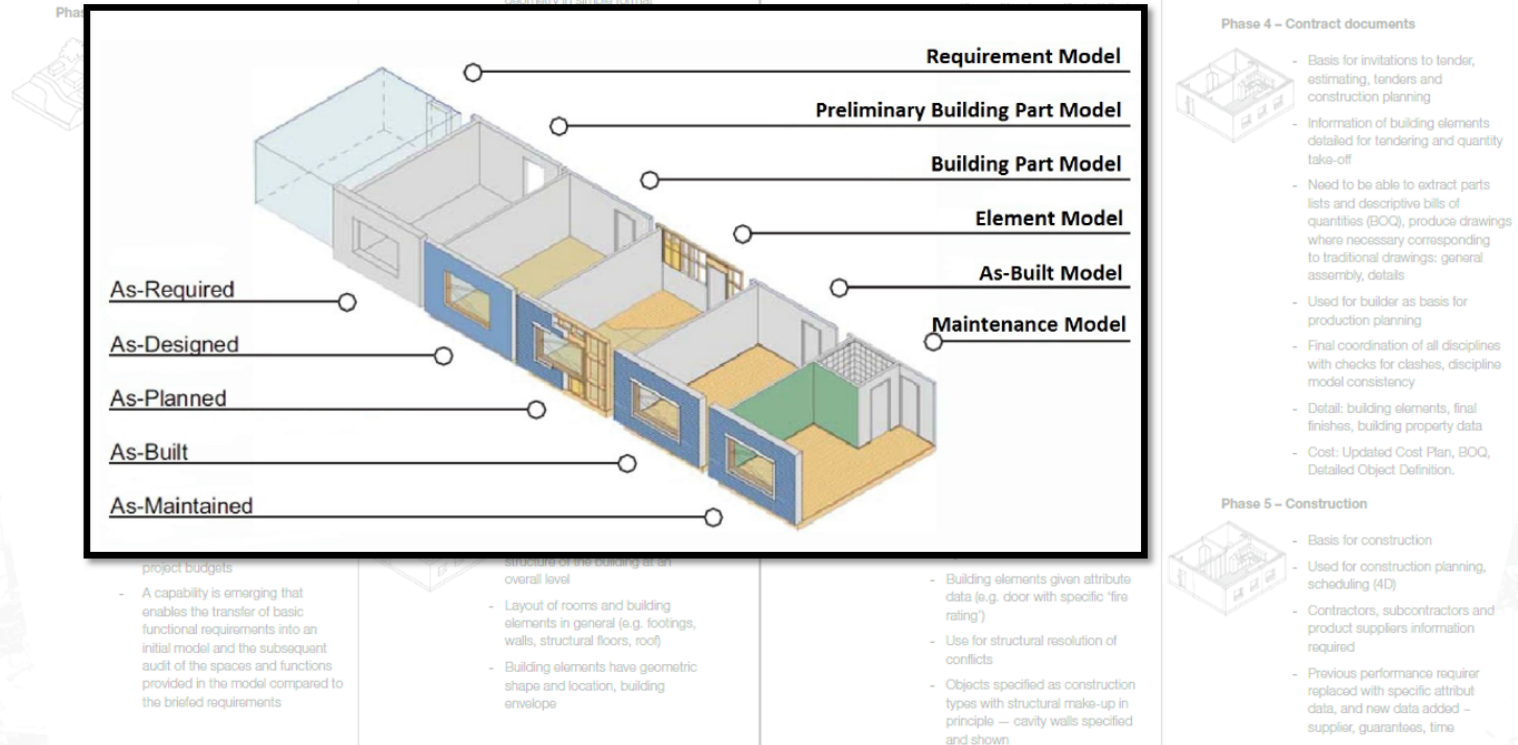 geometry in simple format
Phas
Requirement Model
Preliminary Building Part Model
Building Part Model
Element Model
As-Built Model
Maintenance Model
As-Required
As-Designed
As-Planned
As-Built
As-Maintained
project budgets
- A capability is emerging that
enables the transfer of basic
functional requirements into an
initial model and the subsequent
audit of the spaces and functions
provided in the model compared to
the briefed requirements
structure of the building at an
overall level
- Layout of rooms and building
elements in general (e.g. footings,
walls, structural floors, roof)
- Building elements have geometric
shape and location, building
envelope
- Building elements given attribute
data (e.g. door with specific ‘fire
rating’)
- Use for structural resolution of
conflicts
- Objects specified as construction
types with structural make-up in
principle — cavity walls specified
and shown
Phase 4 – Contract documents
- Basis for invitations to tender,
estimating, tenders and
construction planning
- Information of building elements
detailed for tendering and quantity
take-off
- Need to be able to extract parts
lists and descriptive bills of
quantities (BOQ), produce drawings
where necessary corresponding
to traditional drawings: general
assembly, details
- Used for builder as basis for
production planning
- Final coordination of all disciplines
with checks for clashes, discipline
model consistency
- Detail: building elements, final
finishes, building property data
- Cost: Updated Cost Plan, BOQ,
Detailed Object Definition.
Phase 5 – Construction
- Basis for construction
- Used for construction planning,
scheduling (4D)
- Contractors, subcontractors and
product suppliers information
required
- Previous performance requirer
replaced with specific attribut
data, and new data added –
supplier, guarantees, time